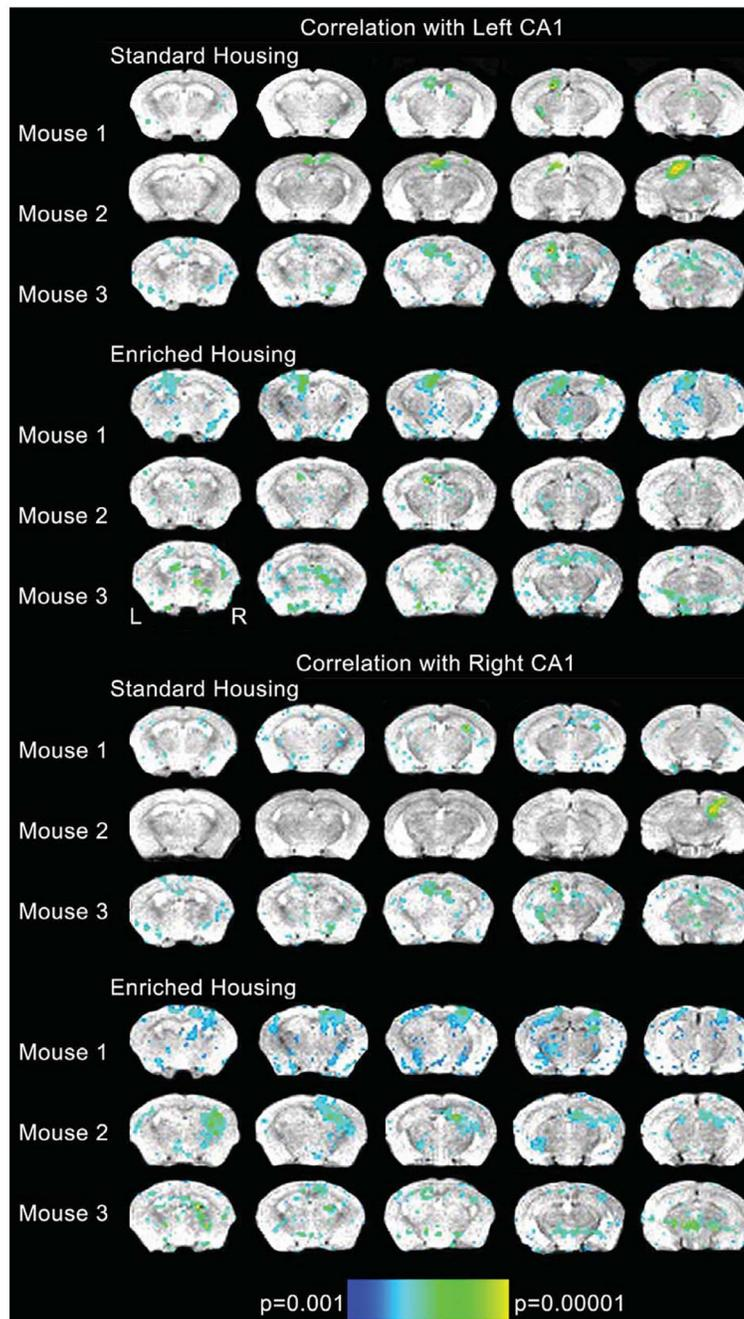 Correlation with Left CA1
Standard Housing
Mouse 1
Mouse 2
Mouse 3
Enriched Housing
Mouse 1
Mouse 2
Mouse 3
L R
Correlation with Right CA1
Standard Housing
Mouse 1
Mouse 2
Mouse 3
Enriched Housing
Mouse 1
Mouse 2
Mouse 3
p=0.001 p=0.00001